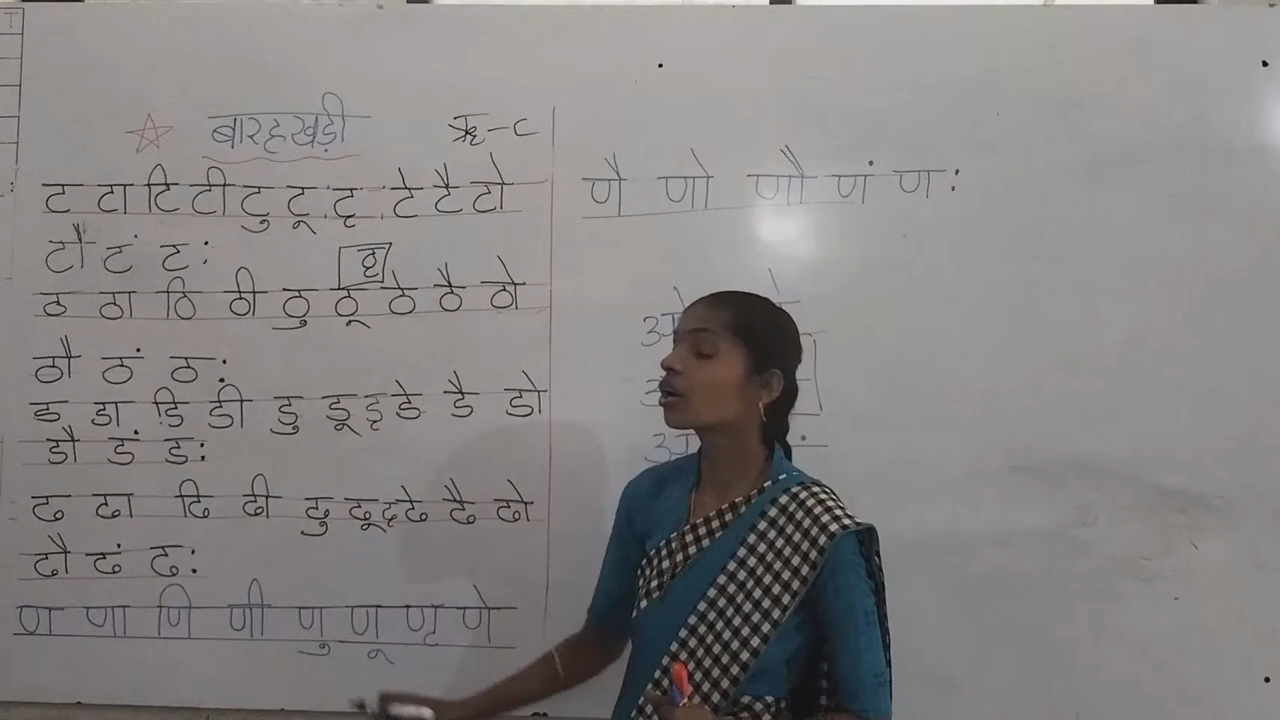 बारहखड़ी ऋ-c
ट टा टि टी टु टू टृ टे टै टो
टौ टं टः
ठृ
ठ ठा ठि ठी ठु ठू ठे ठै ठो
ठौ ठं ठः
ड डा डि डी डु डू डृ डे डै डो
डौ डं डः
ढ ढा ढि ढी ढु ढू ढृ ढे ढै ढो
ढौ ढं ढः
ण णा णि णी णु णू णृ णे
णै णो णौ णं णः